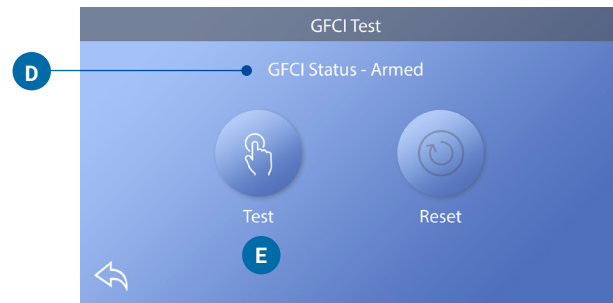 GFCI Test
D
GFCI Status - Armed
Test
Reset
E